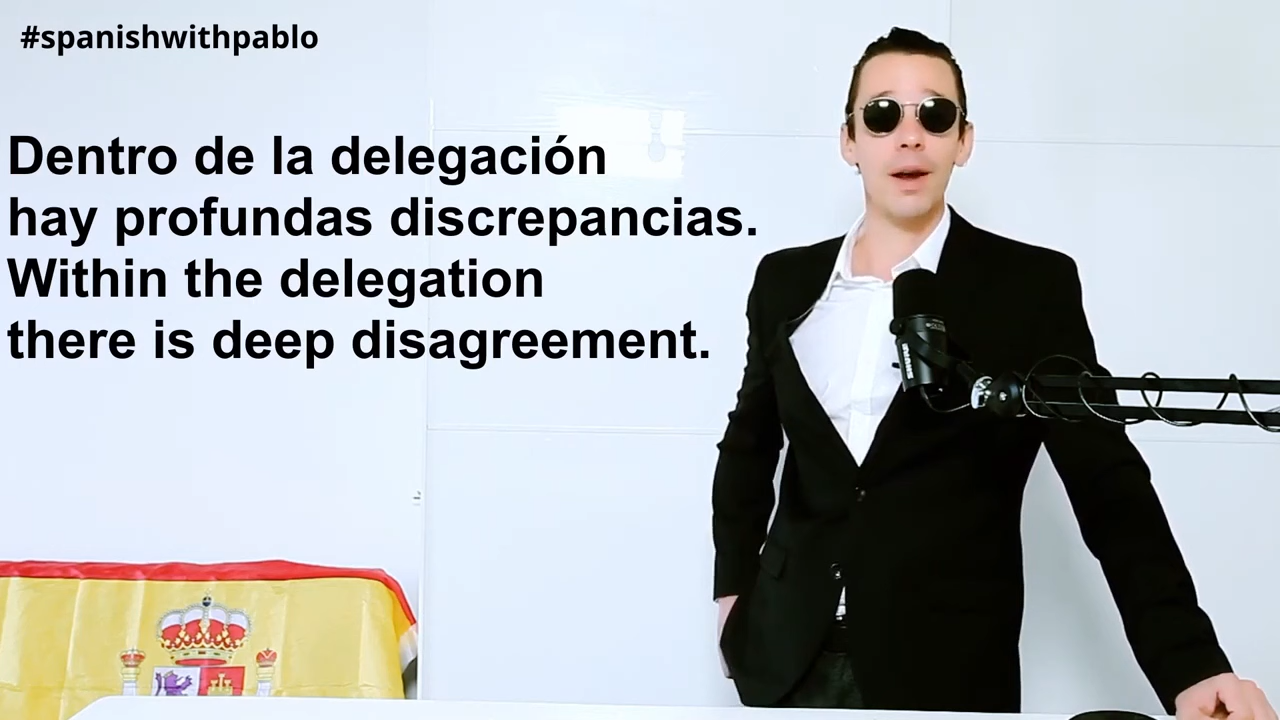 #spanishwithpablo
Dentro de la delegación
hay profundas discrepancias.
Within the delegation
there is deep disagreement.